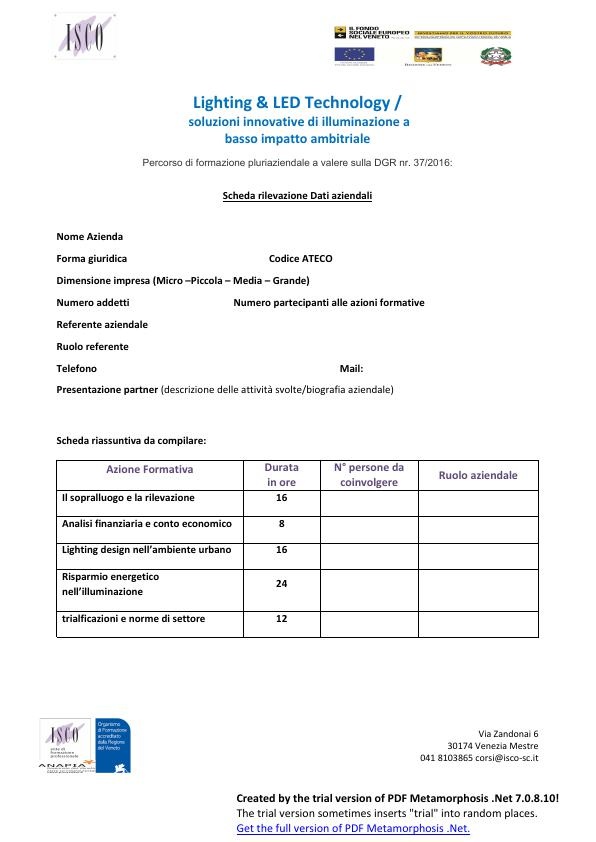 ISCO
IL FONDO
SOCIALE EUROPEO
NEL VENETO
INVESTIAMO PER IL VOSTRO FUTURO
Lighting & LED Technology /
soluzioni innovative di illuminazione a
basso impatto ambitriale
Percorso di formazione pluriaziendale a valere sulla DGR nr. 37/2016:
Scheda rilevazione Dati aziendali
Nome Azienda
Forma giuridica Codice ATECO
Dimensione impresa (Micro –Piccola – Media – Grande)
Numero addetti Numero partecipanti alle azioni formative
Referente aziendale
Ruolo referente
Telefono Mail:
Presentazione partner (descrizione delle attività svolte/biografia aziendale)
Scheda riassuntiva da compilare:
Azione Formativa Durata in ore N° persone da coinvolgere Ruolo aziendale
Il sopralluogo e la rilevazione 16
Analisi finanziaria e conto economico 8
Lighting design nell’ambiente urbano 16
Risparmio energetico
nell’illuminazione 24
trialficazioni e norme di settore 12
ISCO
ente di
formazione
professionale
ANAPIA
Organismo
di Formazione
accreditato
dalla Regione
del Veneto
Via Zandonai 6
30174 Venezia Mestre
041 8103865 corsi@isco-sc.it
Created by the trial version of PDF Metamorphosis .Net 7.0.8.10!
The trial version sometimes inserts "trial" into random places.
Get the full version of PDF Metamorphosis .Net.